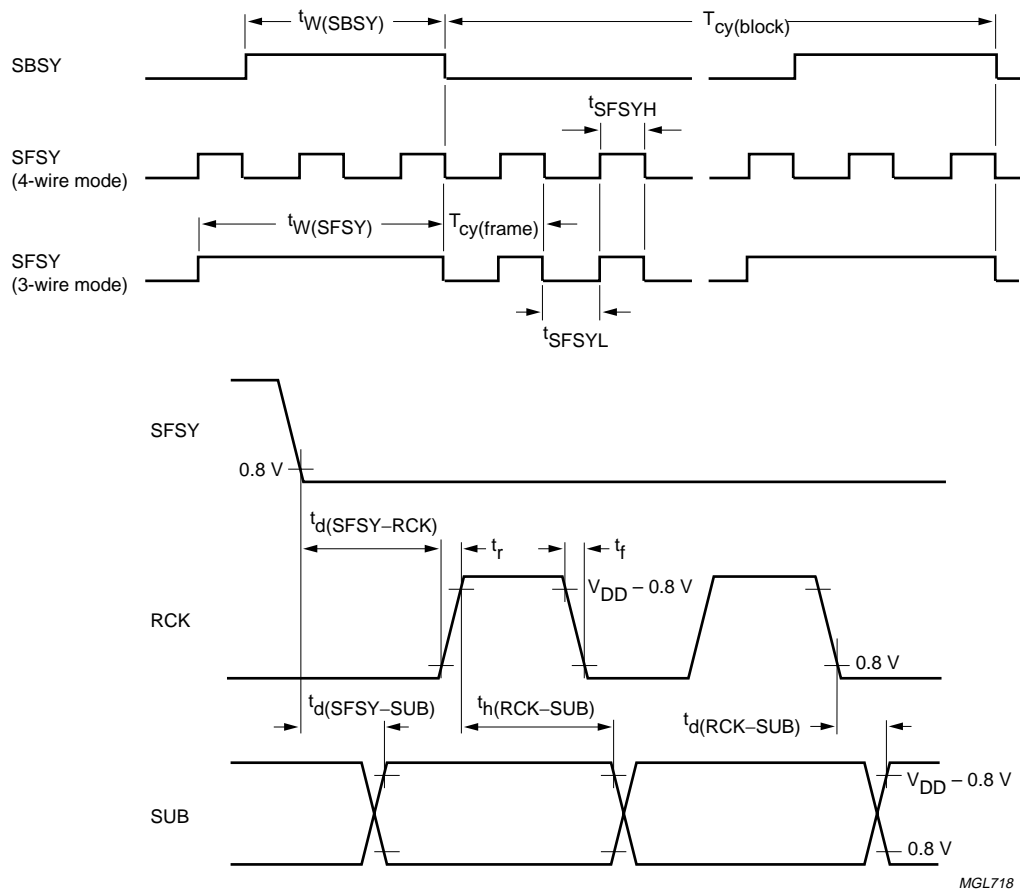 tW(SBSY)
Tcy(block)
SBSY
tSFSYH
SFSY
(4-wire mode)
tW(SFSY)
Tcy(frame)
SFSY
(3-wire mode)
tSFSYL
SFSY
0.8 V
td(SFSY–RCK)
tr
tf
VDD – 0.8 V
RCK
0.8 V
td(SFSY–SUB)
th(RCK–SUB)
td(RCK–SUB)
VDD – 0.8 V
SUB
0.8 V
MGL718